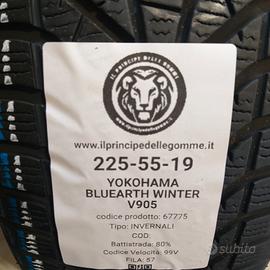 IL PRINCIPE DELLE GOMME
www.ilprincipedellegomme.it
225-55-19
YOKOHAMA
BLUEARTH WINTER
V905
codice prodotto: 67775
Tipo: INVERNALI
COD:
Battistrada: 80%
Codice Velocità: 99V
FILA: 57
subito